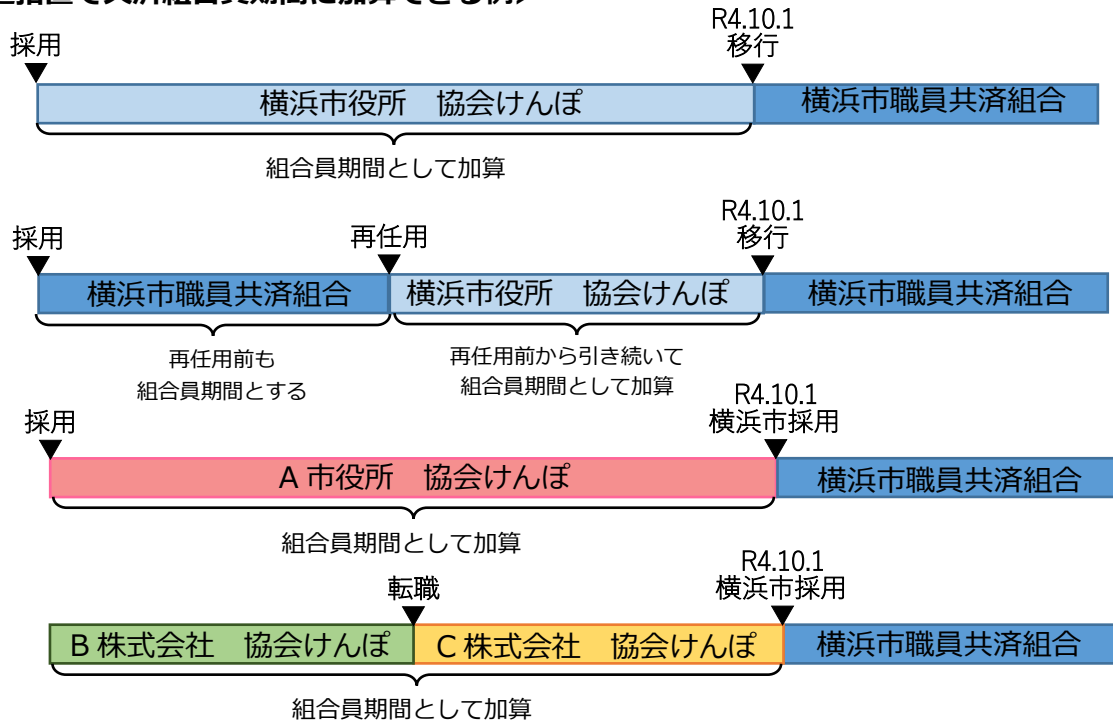 採用
R4.10.1
移行
横浜市役所　協会けんぽ
横浜市職員共済組合
組合員期間として加算
採用
再任用
R4.10.1
移行
横浜市職員共済組合
横浜市役所　協会けんぽ
横浜市職員共済組合
再任用前も
組合員期間とする
再任用前から引き続いて
組合員期間として加算
採用
R4.10.1
横浜市採用
A 市役所　協会けんぽ
横浜市職員共済組合
組合員期間として加算
転職
R4.10.1
横浜市採用
B 株式会社　協会けんぽ
C 株式会社　協会けんぽ
横浜市職員共済組合
組合員期間として加算